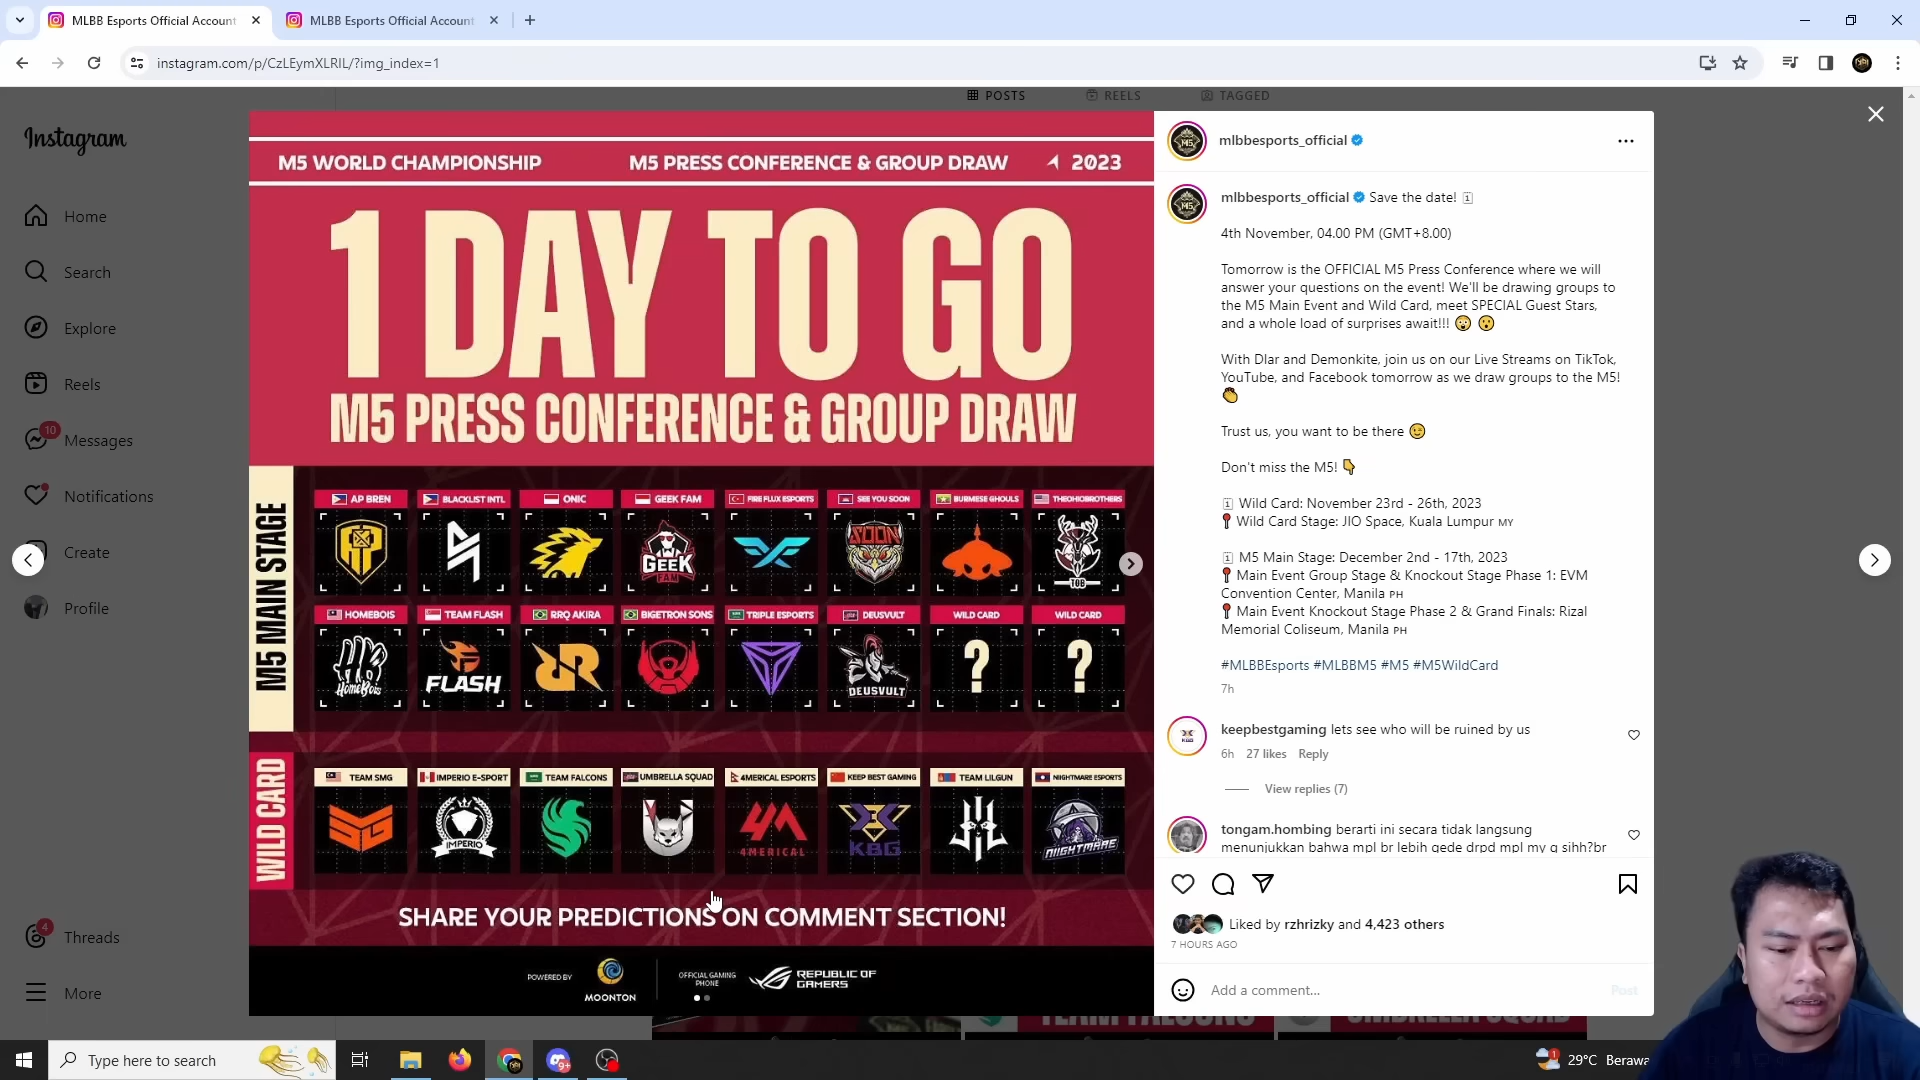 MLBB Esports Official Account
MLBB Esports Official Account
instagram.com/p/CzLEymXLRIL/?img_index=1
POSTS
REELS
TAGGED
Instagram
Home
Search
Explore
Reels
10
Messages
Notifications
Create
Profile
4
Threads
More
M5 WORLD CHAMPIONSHIP
M5 PRESS CONFERENCE & GROUP DRAW
2023
1 DAY TO GO
M5 PRESS CONFERENCE & GROUP DRAW
M5 MAIN STAGE
AP BREN
BLACKLIST INTL
ONIC
GEEK FAM
FIRE FLUX ESPORTS
SEE YOU SOON
BURMESE GHOULS
THEOHIOBROTHERS
SOON
GEEK
FAM
TOB
HOMEBOIS
TEAM FLASH
RRQ AKIRA
BIGETRON SONS
TRIPLE ESPORTS
DEUSVULT
WILD CARD
WILD CARD
HB
HomeBois
FLASH
DEUSVULT
?
?
WILD CARD
TEAM SMG
IMPERIO E-SPORT
TEAM FALCONS
UMBRELLA SQUAD
4MERICAL ESPORTS
KEEP BEST GAMING
TEAM LILGUN
NIIGHTMARE ESPORTS
IMPERIO
4MERICAL
KBG
NIIGHTMARE
SHARE YOUR PREDICTIONS ON COMMENT SECTION!
POWERED BY
MOONTON
OFFICIAL GAMING
PHONE
REPUBLIC OF
GAMERS
mlbbesports_official
mlbbesports_official Save the date! 🗓
4th November, 04.00 PM (GMT+8.00)
Tomorrow is the OFFICIAL M5 Press Conference where we will
answer your questions on the event! We'll be drawing groups to
the M5 Main Event and Wild Card, meet SPECIAL Guest Stars,
and a whole load of surprises await!!! 😲 😯
With Dlar and Demonkite, join us on our Live Streams on TikTok,
YouTube, and Facebook tomorrow as we draw groups to the M5!
👏
Trust us, you want to be there 😉
Don't miss the M5! 👇
🗓 Wild Card: November 23rd - 26th, 2023
📍 Wild Card Stage: JIO Space, Kuala Lumpur MY
🗓 M5 Main Stage: December 2nd - 17th, 2023
📍 Main Event Group Stage & Knockout Stage Phase 1: EVM
Convention Center, Manila PH
📍 Main Event Knockout Stage Phase 2 & Grand Finals: Rizal
Memorial Coliseum, Manila PH
#MLBBEsports #MLBBM5 #M5 #M5WildCard
7h
keepbestgaming lets see who will be ruined by us
6h 27 likes Reply
View replies (7)
tongam.hombing berarti ini secara tidak langsung
menunjukkan bahwa mpl br lebih gede drpd mpl my g sihh?br
Liked by rzhrizky and 4,423 others
7 HOURS AGO
Add a comment...
Post
Type here to search
9+
1
29°C Berawa